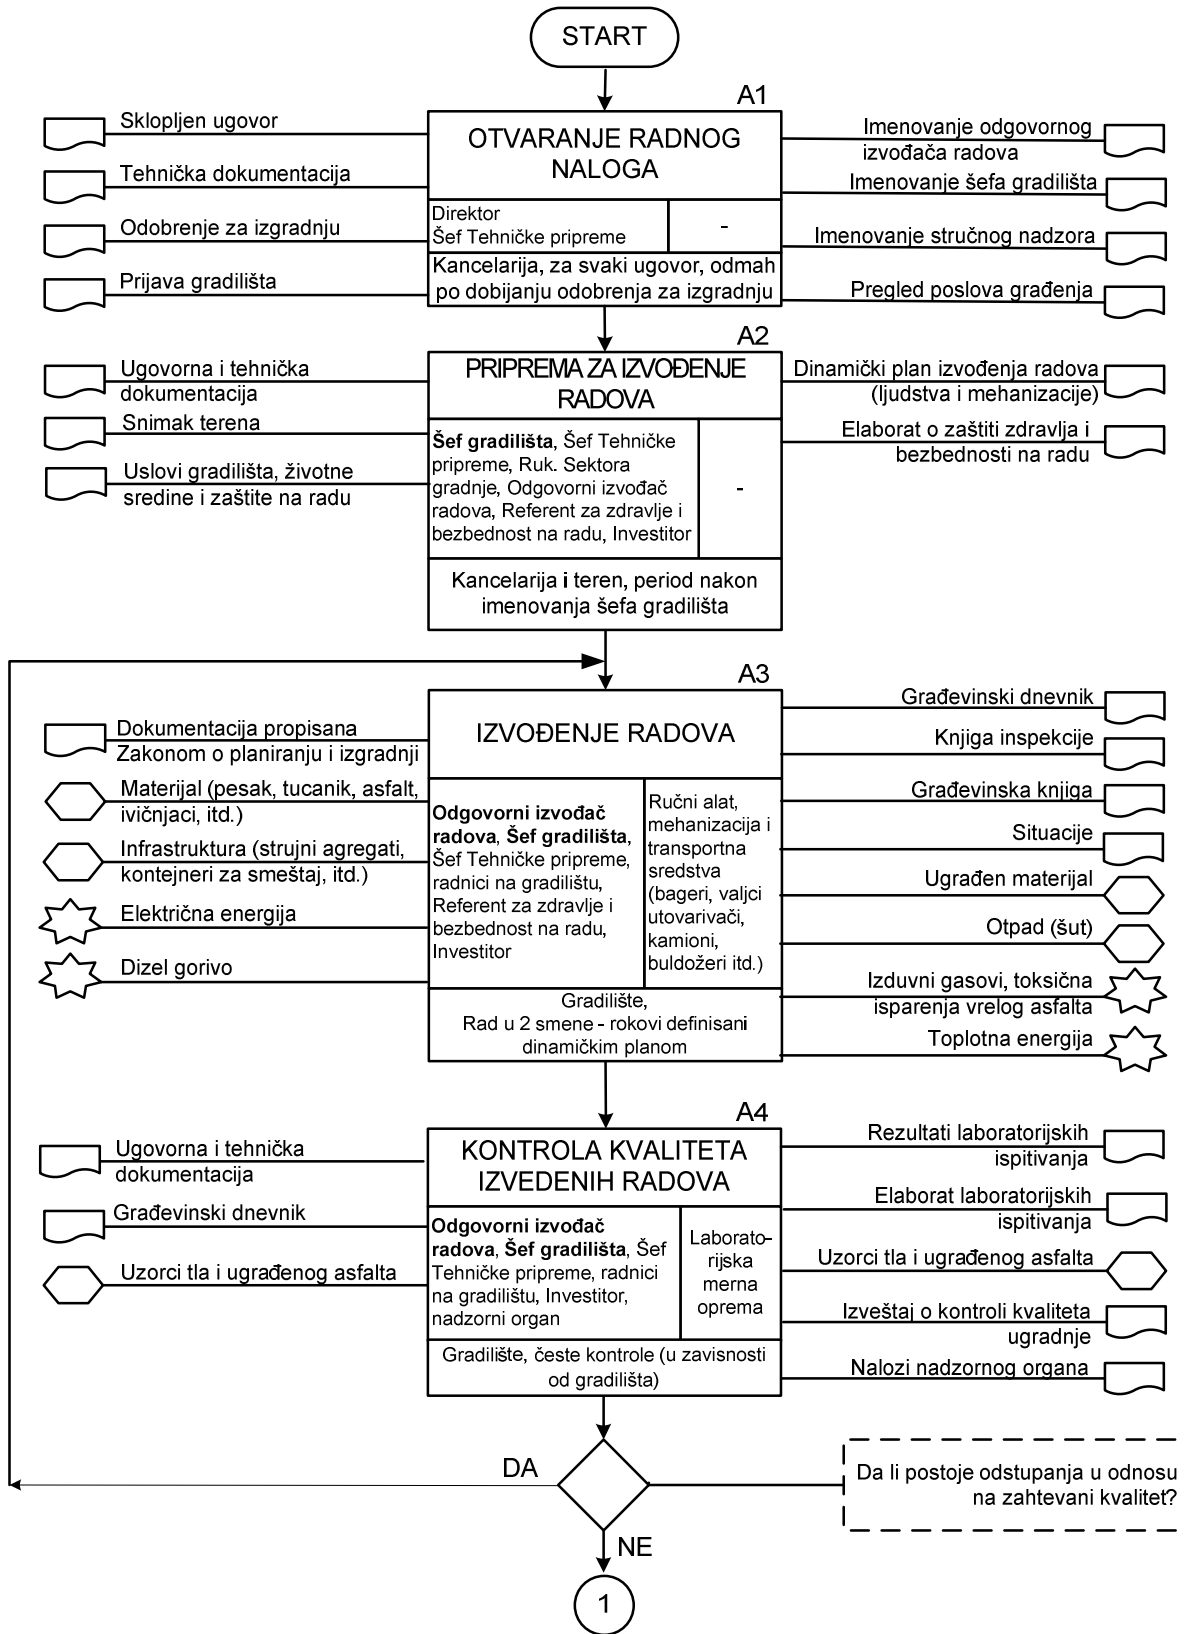 START
A1
Sklopljen ugovor
Tehnička dokumentacija
Odobrenje za izgradnju
Prijava gradilišta
OTVARANJE RADNOG
NALOGA
Direktor
Šef Tehničke pripreme
-
Kancelarija, za svaki ugovor, odmah
po dobijanju odobrenja za izgradnju
Imenovanje odgovornog
izvođača radova
Imenovanje šefa gradilišta
Imenovanje stručnog nadzora
Pregled poslova građenja
A2
Ugovorna i tehnička
dokumentacija
Snimak terena
Uslovi gradilišta, životne
sredine i zaštite na radu
PRIPREMA ZA IZVOĐENJE
RADOVA
Šef gradilišta, Šef Tehničke
pripreme, Ruk. Sektora
gradnje, Odgovorni izvođač
radova, Referent za zdravlje i
bezbednost na radu, Investitor
-
Kancelarija i teren, period nakon
imenovanja šefa gradilišta
Dinamički plan izvođenja radova
(ljudstva i mehanizacije)
Elaborat o zaštiti zdravlja i
bezbednosti na radu
A3
Dokumentacija propisana
Zakonom o planiranju i izgradnji
Materijal (pesak, tucanik, asfalt,
ivičnjaci, itd.)
Infrastruktura (strujni agregati,
kontejneri za smeštaj, itd.)
Električna energija
Dizel gorivo
IZVOĐENJE RADOVA
Odgovorni izvođač
radova, Šef gradilišta,
Šef Tehničke pripreme,
radnici na gradilištu,
Referent za zdravlje i
bezbednost na radu,
Investitor
Ručni alat,
mehanizacija i
transportna
sredstva
(bageri, valjci
utovarivači,
kamioni,
buldožeri itd.)
Gradilište,
Rad u 2 smene - rokovi definisani
dinamičkim planom
Građevinski dnevnik
Knjiga inspekcije
Građevinska knjiga
Situacije
Ugrađen materijal
Otpad (šut)
Izduvni gasovi, toksična
isparenja vrelog asfalta
Toplotna energija
A4
Ugovorna i tehnička
dokumentacija
Građevinski dnevnik
Uzorci tla i ugrađenog asfalta
KONTROLA KVALITETA
IZVEDENIH RADOVA
Odgovorni izvođač
radova, Šef gradilišta, Šef
Tehničke pripreme, radnici
na gradilištu, Investitor,
nadzorni organ
Laborato-
rijska
merna
oprema
Gradilište, česte kontrole (u zavisnosti
od gradilišta)
Rezultati laboratorijskih
ispitivanja
Elaborat laboratorijskih
ispitivanja
Uzorci tla i ugrađenog asfalta
Izveštaj o kontroli kvaliteta
ugradnje
Nalozi nadzornog organa
DA
Da li postoje odstupanja u odnosu
na zahtevani kvalitet?
NE
1